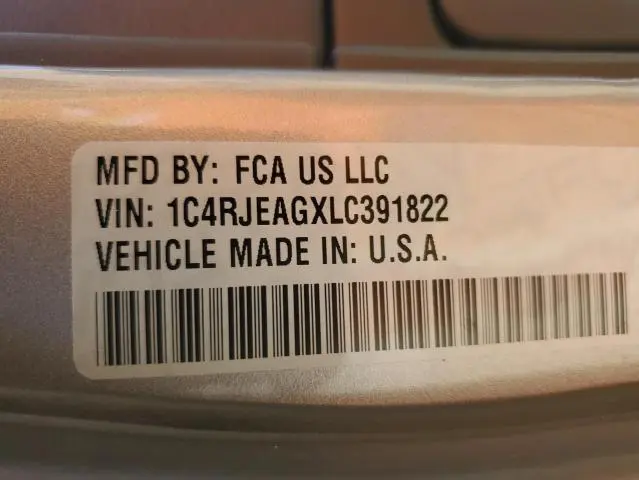 MFD BY: FCA US LLC
VIN: 1C4RJEAGXLC391822
VEHICLE MADE IN: U.S.A.